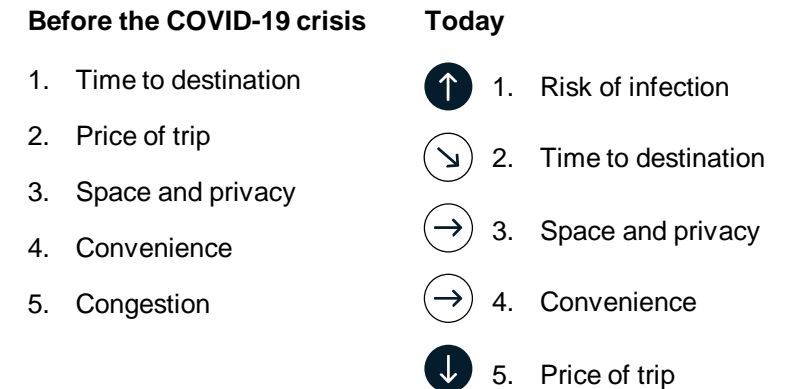 Before the COVID-19 crisis
1. Time to destination
2. Price of trip
3. Space and privacy
4. Convenience
5. Congestion
Today
1. Risk of infection
2. Time to destination
3. Space and privacy
4. Convenience
5. Price of trip